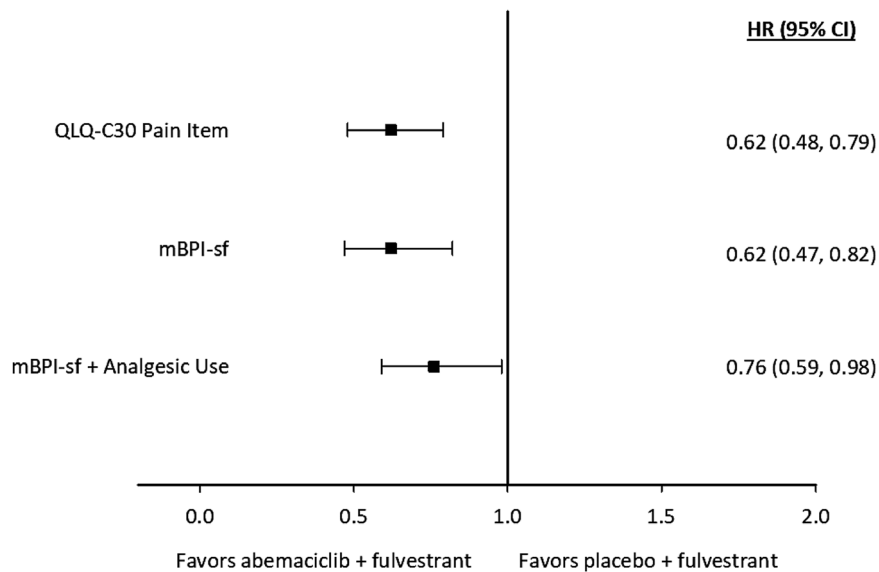 HR (95% CI)
QLQ-C30 Pain Item
0.62 (0.48, 0.79)
mBPI-sf
0.62 (0.47, 0.82)
mBPI-sf + Analgesic Use
0.76 (0.59, 0.98)
0.0 0.5 1.0 1.5 2.0
Favors abemaciclib + fulvestrant Favors placebo + fulvestrant